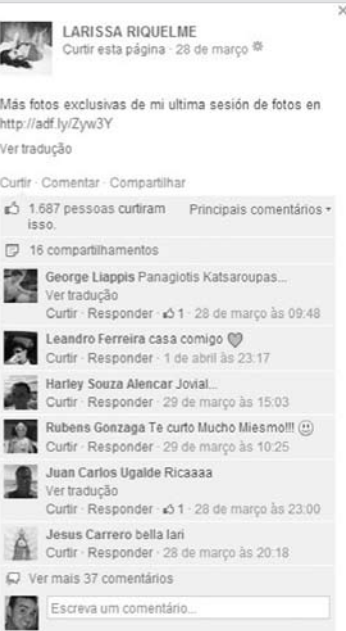 LARISSA RIQUELME
Curtir esta página · 28 de março
Más fotos exclusivas de mi ultima sesión de fotos en
http://adf.ly/Zyw3Y
Ver tradução
Curtir · Comentar · Compartilhar
1.687 pessoas curtiram isso.
Principais comentários
16 compartilhamentos
George Liappis Panagiotis Katsaroupas...
Ver tradução
Curtir · Responder · 1 · 28 de março às 09:48
Leandro Ferreira casa comigo
Curtir · Responder · 1 de abril às 23:17
Harley Souza Alencar Jovial...
Curtir · Responder · 29 de março às 15:03
Rubens Gonzaga Te curto Mucho Miesmo!!!
Curtir · Responder · 29 de março às 10:25
Juan Carlos Ugalde Ricaaaa
Ver tradução
Curtir · Responder · 1 · 28 de março às 23:00
Jesus Carrero bella lari
Curtir · Responder · 28 de março às 20:18
Ver mais 37 comentários
Escreva um comentário...